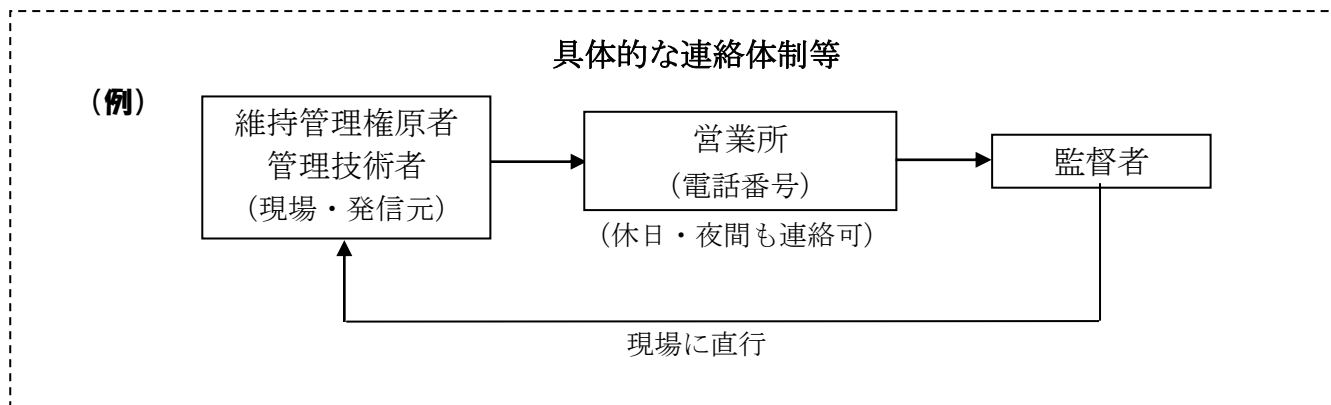 具体的な連絡体制等
（例）
維持管理権原者
管理技術者
（現場・発信元）
営業所
（電話番号）
監督者
（休日・夜間も連絡可）
現場に直行